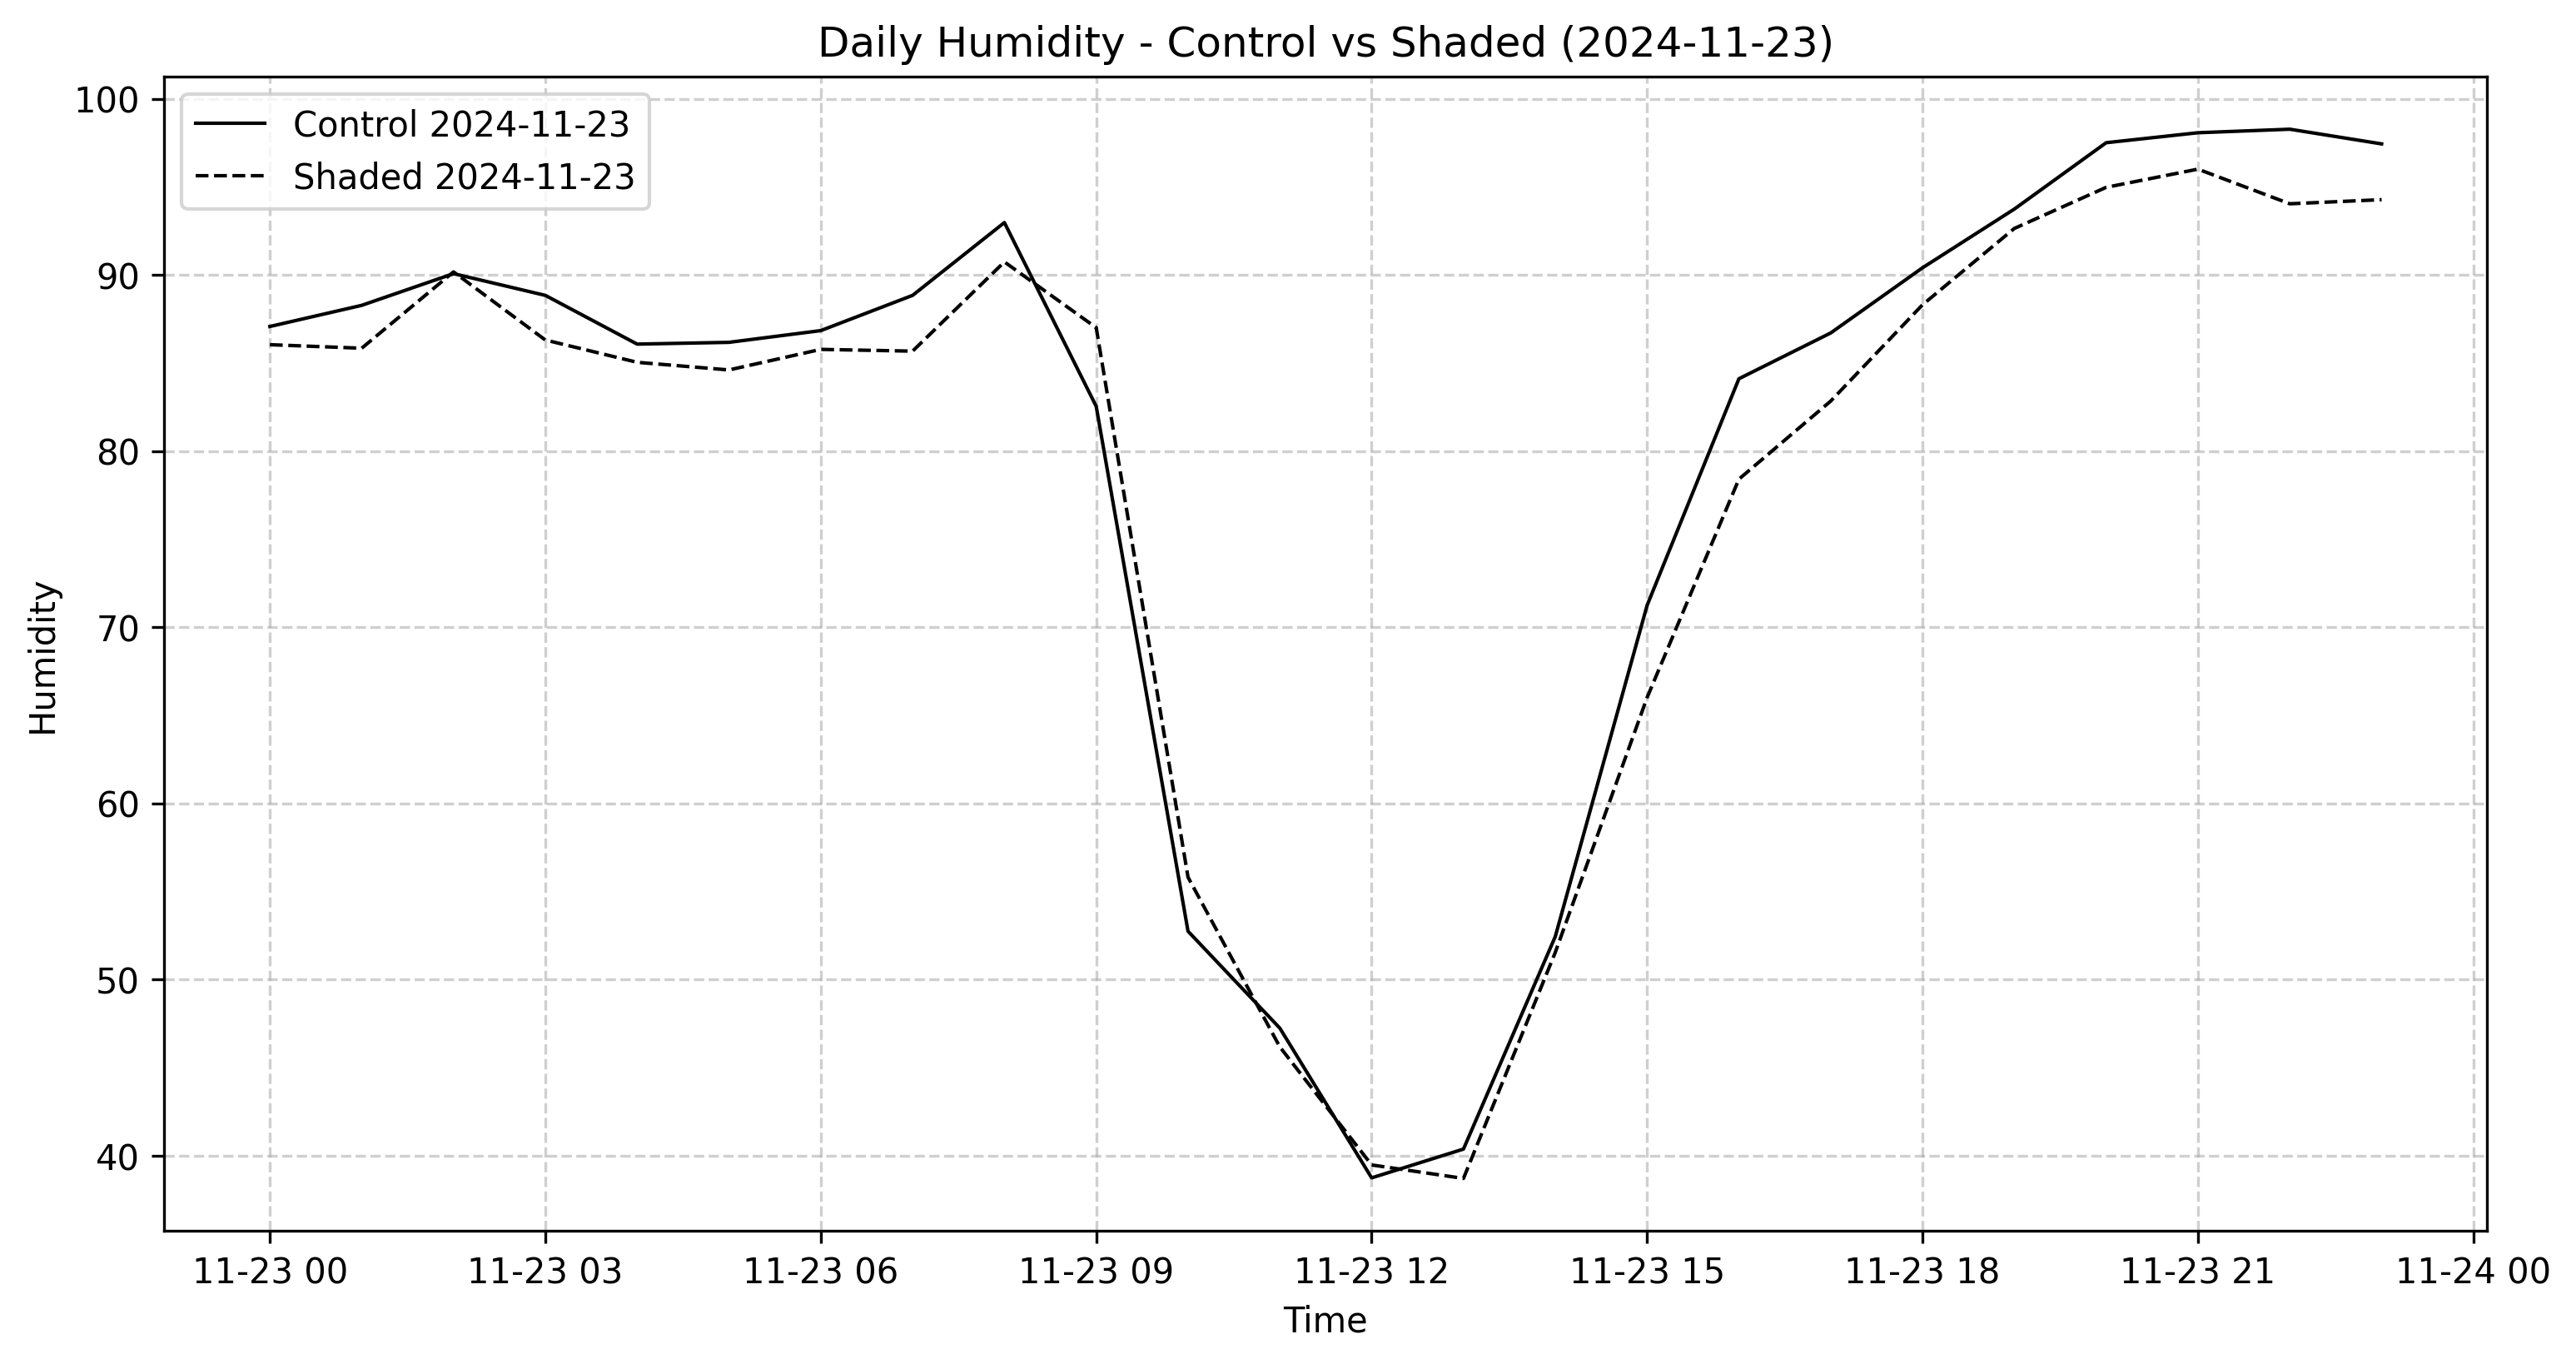 Daily Humidity - Control vs Shaded (2024-11-23)
Control 2024-11-23
Shaded 2024-11-23
100
90
80
70
60
50
40
Humidity
11-23 00 11-23 03 11-23 06 11-23 09 11-23 12 11-23 15 11-23 18 11-23 21 11-24 00
Time